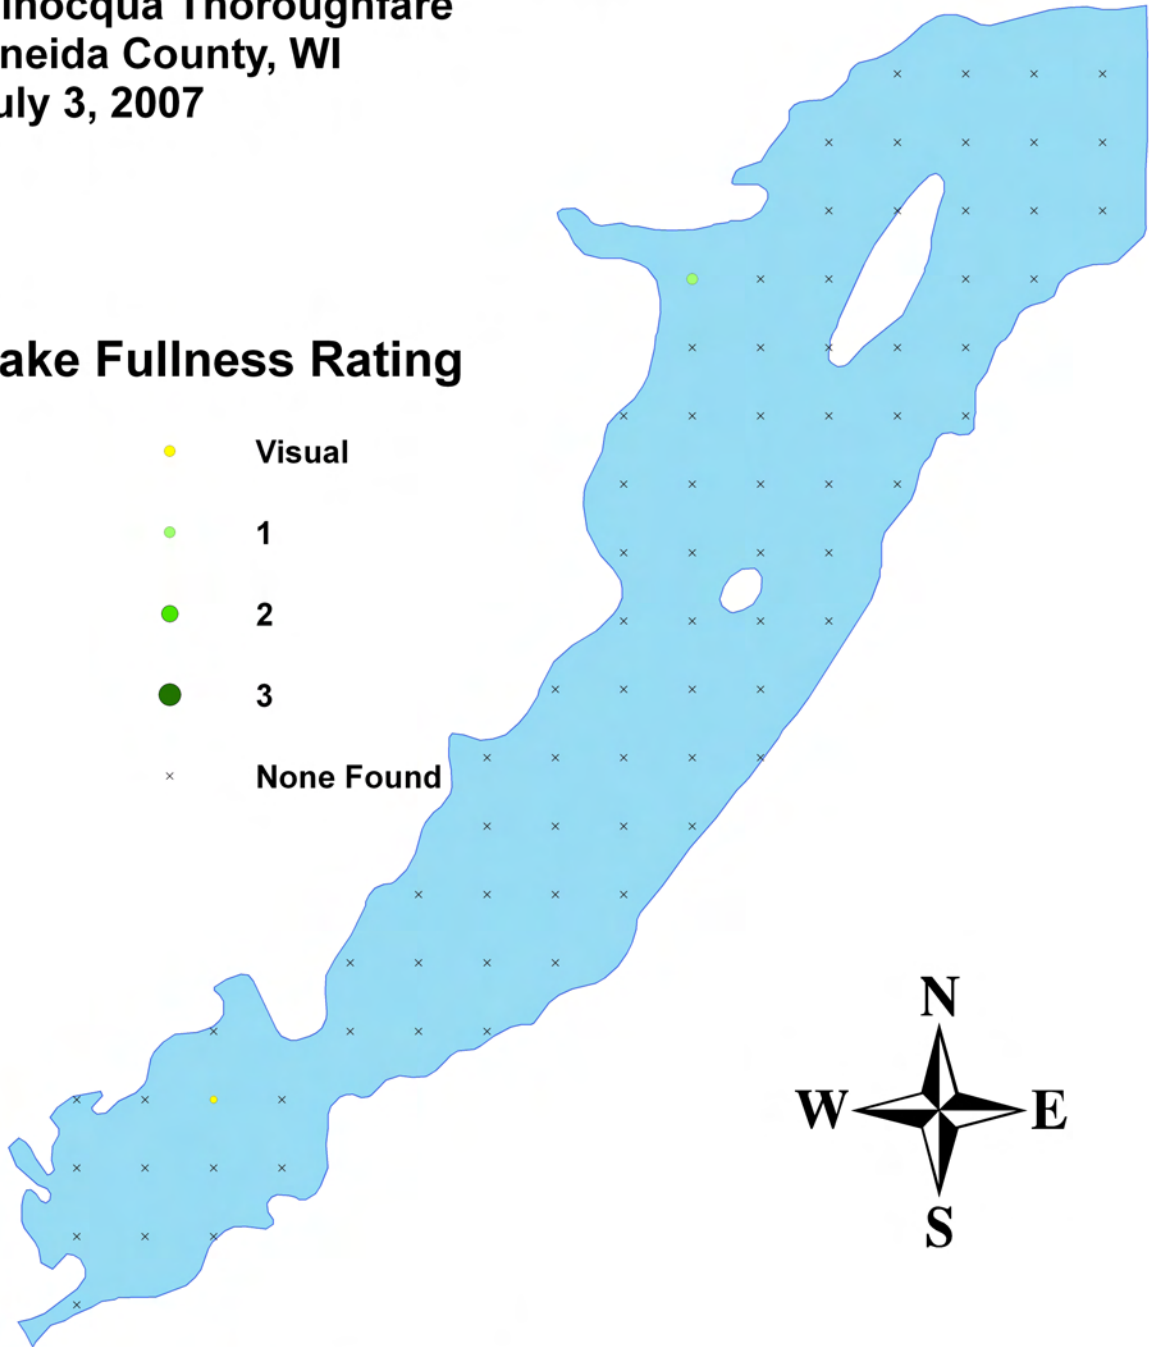 inocqua Thoroughfare
neida County, WI
uly 3, 2007
ake Fullness Rating
Visual
1
2
3
None Found
N
W E
S